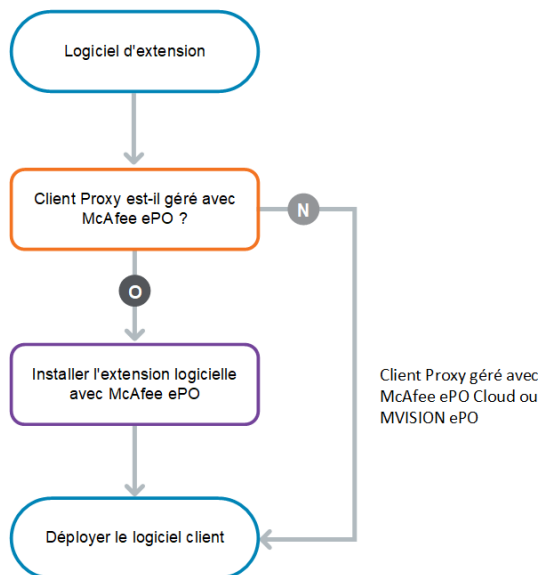 Logiciel d'extension
Client Proxy est-il géré avec
McAfee ePO ?
N
O
Installer l'extension logicielle
avec McAfee ePO
Client Proxy géré avec
McAfee ePO Cloud ou
MVISION ePO
Déployer le logiciel client